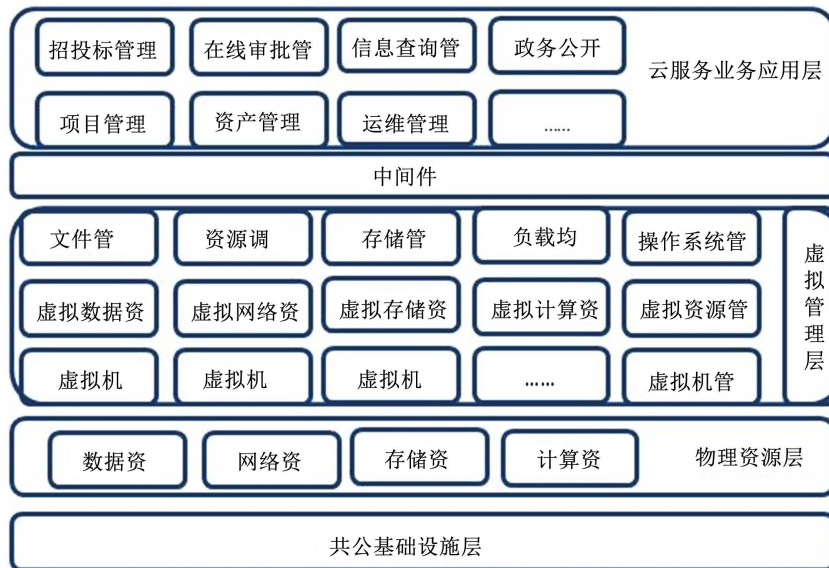 招投标管理
在线审批管
信息查询管
政务公开
云服务业务应用层
项目管理
资产管理
运维管理
......
中间件
文件管
资源调
存储管
负载均
操作系统管
虚拟管理层
虚拟数据资
虚拟网络资
虚拟存储资
虚拟计算资
虚拟资源管
虚拟机
虚拟机
虚拟机
......
虚拟机管
数据资
网络资
存储资
计算资
物理资源层
共公基础设施层